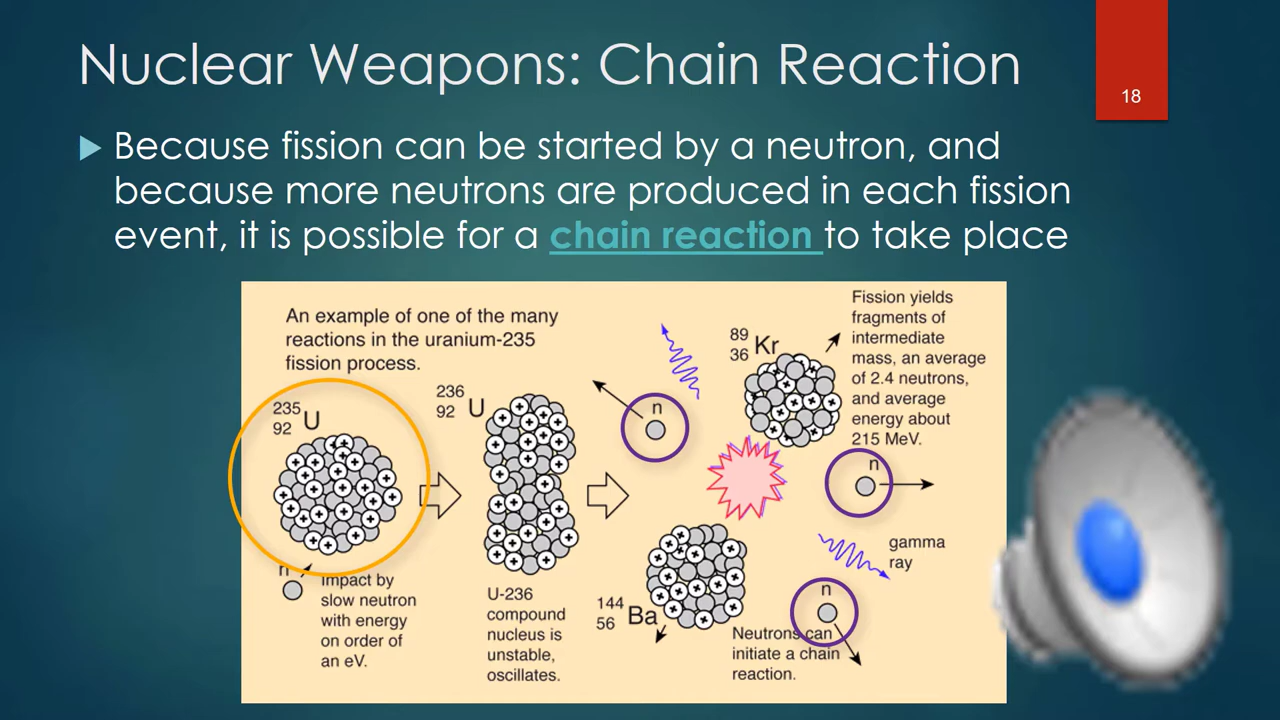 Nuclear Weapons: Chain Reaction
18
Because fission can be started by a neutron, and
because more neutrons are produced in each fission
event, it is possible for a chain reaction to take place
An example of one of the many
reactions in the uranium-235
fission process.
235
92 U
n
Impact by
slow neutron
with energy
on order of
an eV.
236
92 U
U-236
compound
nucleus is
unstable,
oscillates.
n
89
36 Kr
Fission yields
fragments of
intermediate
mass, an average
of 2.4 neutrons,
and average
energy about
215 MeV.
n
gamma
ray
144
56 Ba
n
Neutrons can
initiate a chain
reaction.